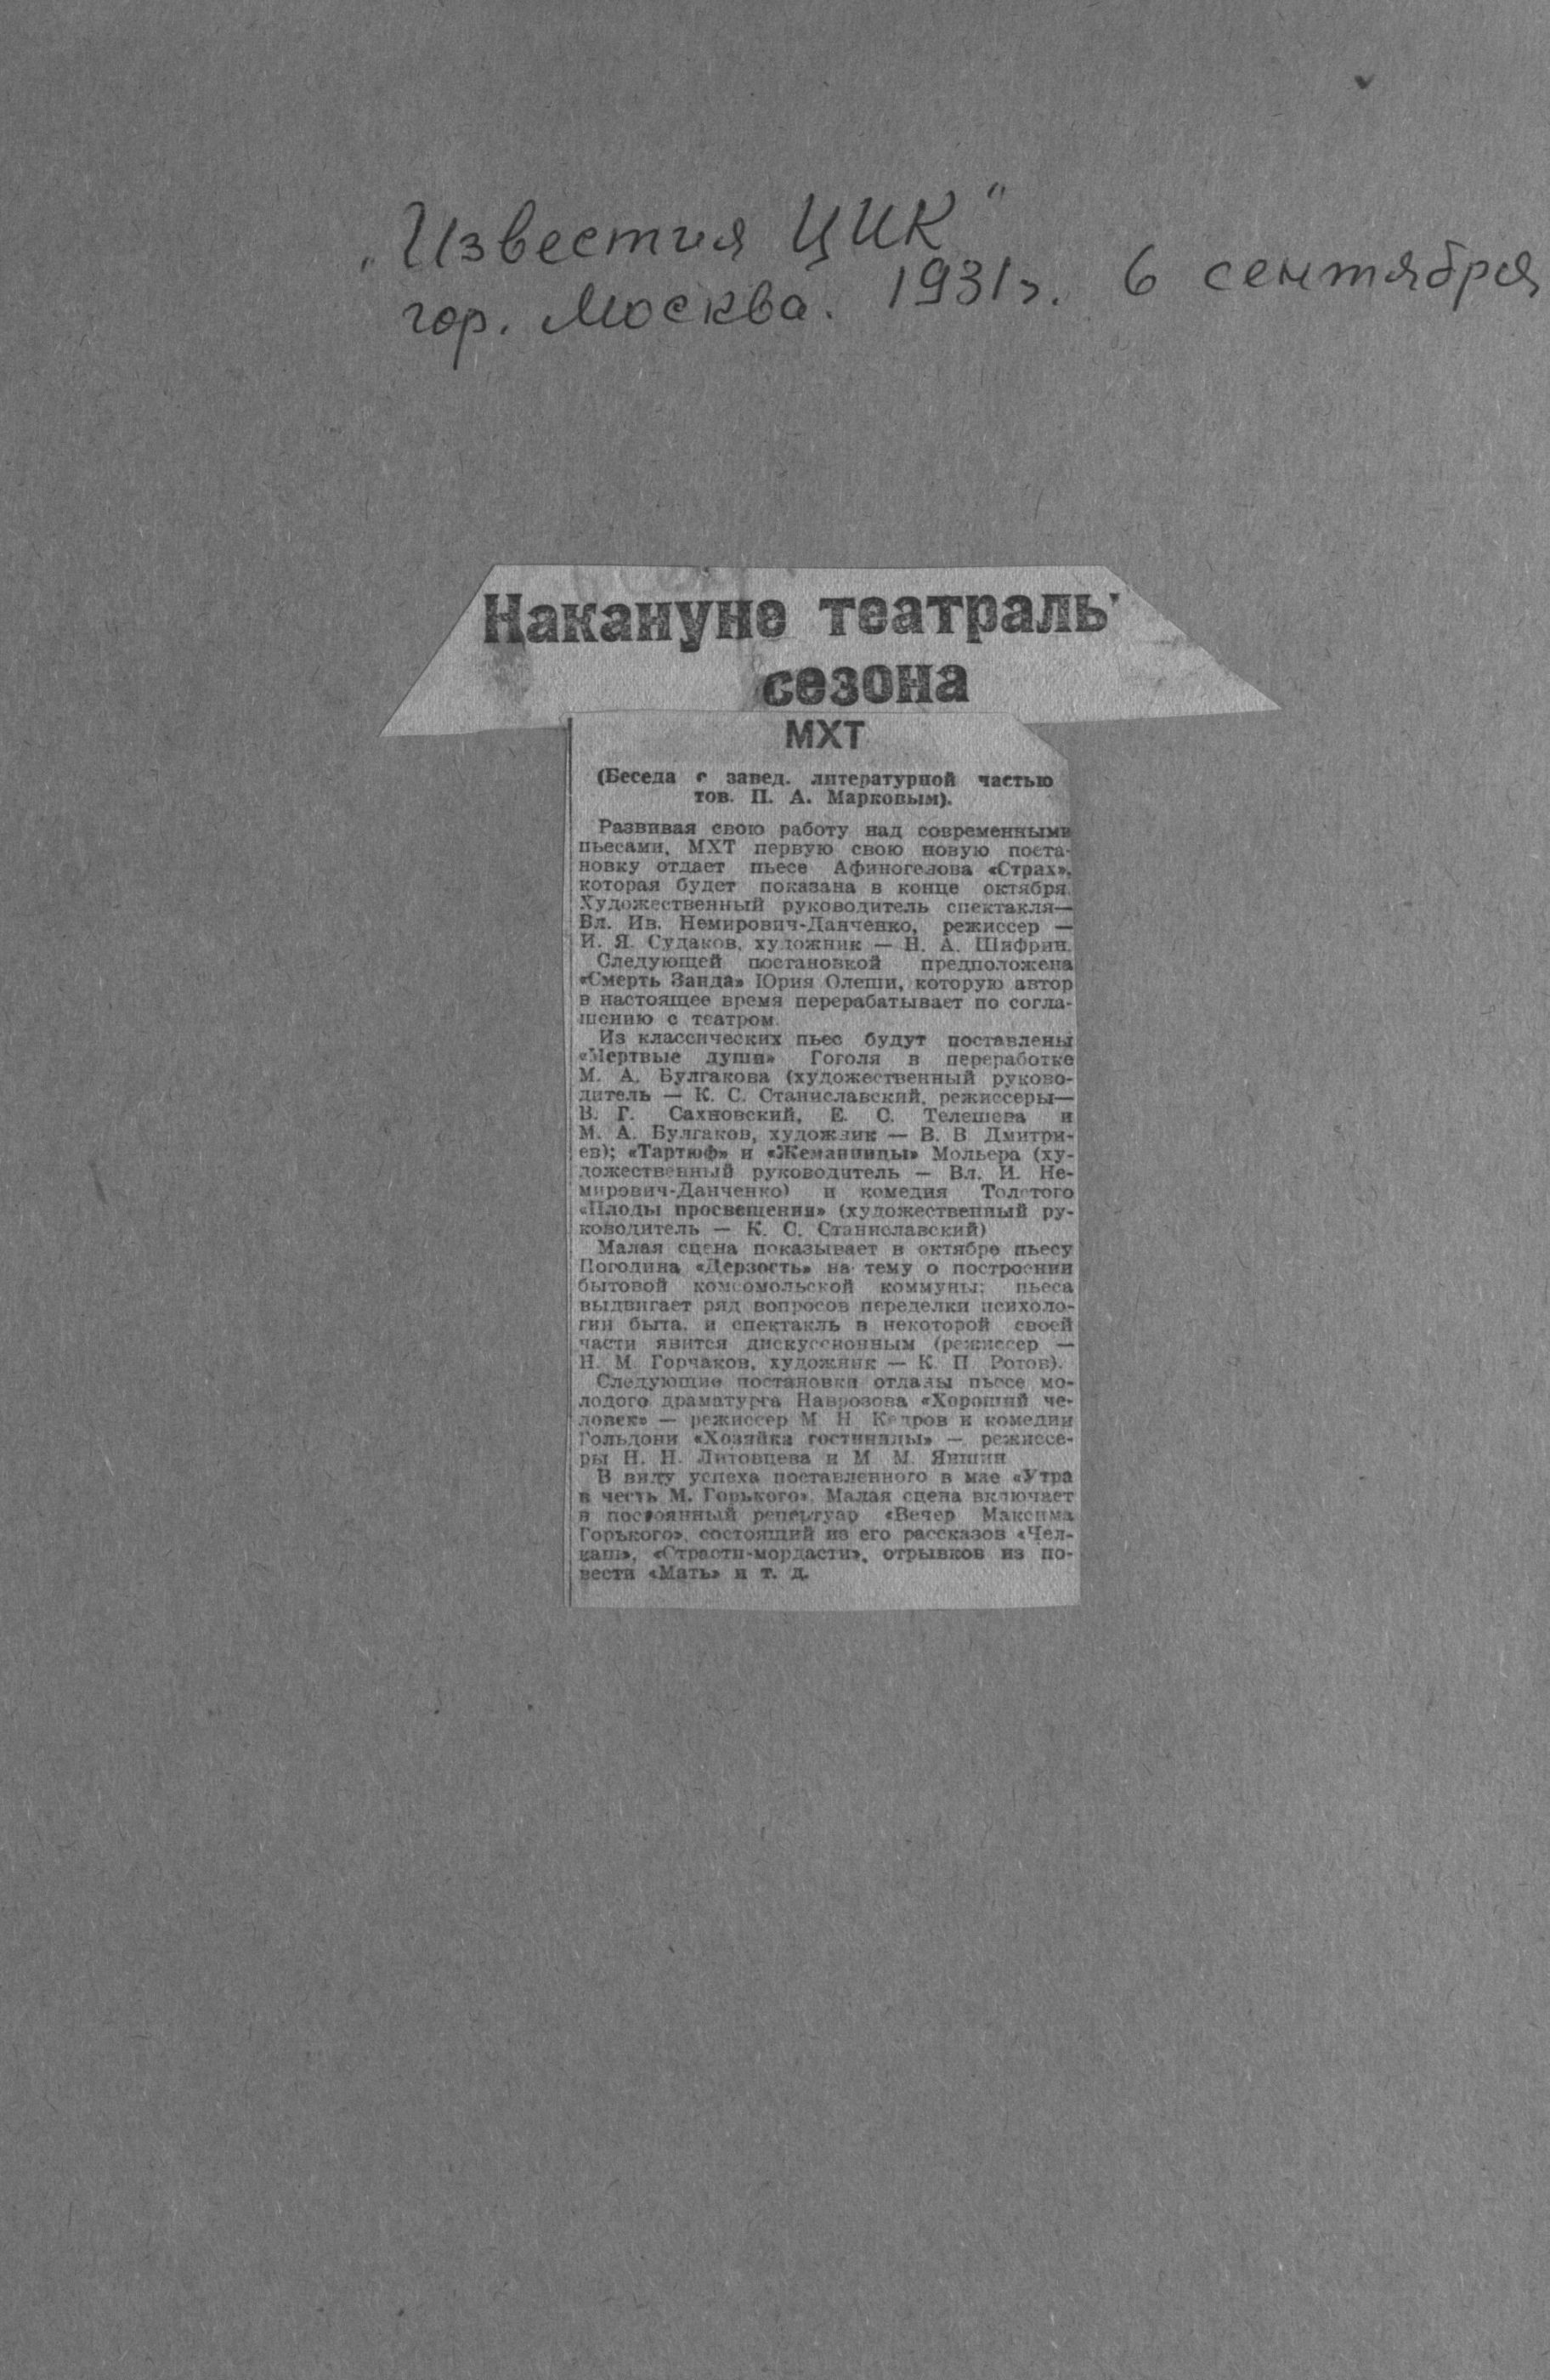 „Известия ЦИК"
гор. Москва. 1931г. 6 сентября
Накануне театраль
сезона
МХТ
(Беседа с завед. литературной частью
тов. П. А. Марковым).
Развивая свою работу над современными
пьесами, МХТ первую свою новую поста-
новку отдает пьесе Афиногенова «Страх»,
которая будет показана в конце октября.
Художественный руководитель спектакля—
Вл. Ив. Немирович-Данченко, режиссер —
И. Я. Судаков, художник — Н. А. Шифрин.
Следующей постановкой предположена
«Смерть Занда» Юрия Олеши, которую автор
в настоящее время перерабатывает по согла-
шению с театром.
Из классических пьес будут поставлены
«Мертвые души» Гоголя в переработке
М. А. Булгакова (художественный руково-
дитель — К. С. Станиславский, режиссеры—
В. Г. Сахновский, Е. С. Телешева и
М. А. Булгаков, художник — В. В. Дмитри-
ев); «Тартюф» и «Жеманницы» Мольера (ху-
дожественный руководитель — Вл. И. Не-
мирович-Данченко) и комедия Толстого
«Плоды просвещения» (художественный ру-
ководитель — К. С. Станиславский)
Малая сцена показывает в октябре пьесу
Погодина «Дерзость» на тему о построении
бытовой комсомольской коммуны; пьеса
выдвигает ряд вопросов переделки психоло-
гии быта, и спектакль в некоторой своей
части явится дискуссионным (режиссер —
Н. М. Горчаков, художник — К. П. Ротов).
Следующие постановки отданы пьесе мо-
лодого драматурга Наврозова «Хороший че-
ловек» — режиссер М. Н. Кедров и комедии
Гольдони «Хозяйка гостиницы» — режиссе-
ры Н. Н. Литовцева и М. М. Яншин
В виду успеха поставленного в мае «Утра
в честь М. Горького», Малая сцена включает
в постоянный репертуар «Вечер Максима
Горького», состоящий из его рассказов «Чел-
каш», «Страсти-мордасти», отрывков из по-
вести «Мать» и т. д.